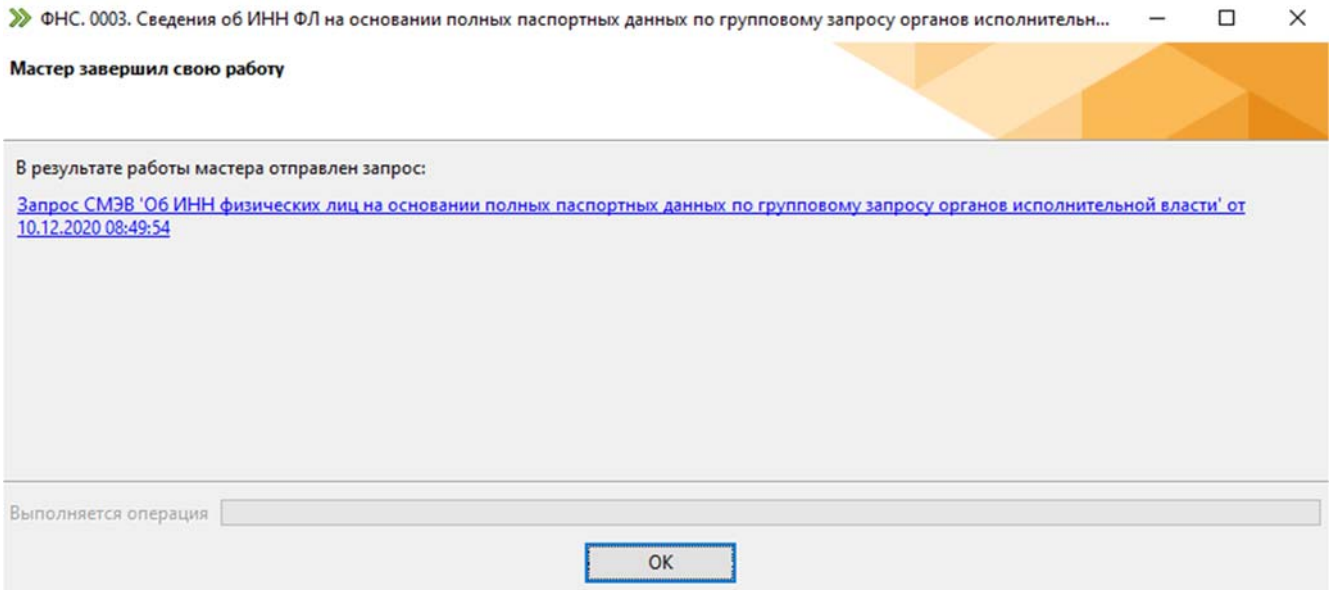 ФНС. 0003. Сведения об ИНН ФЛ на основании полных паспортных данных по групповому запросу органов исполнительн...
Мастер завершил свою работу
В результате работы мастера отправлен запрос:
Запрос СМЭВ 'Об ИНН физических лиц на основании полных паспортных данных по групповому запросу органов исполнительной власти' от
10.12.2020 08:49:54
Выполняется операция
OK